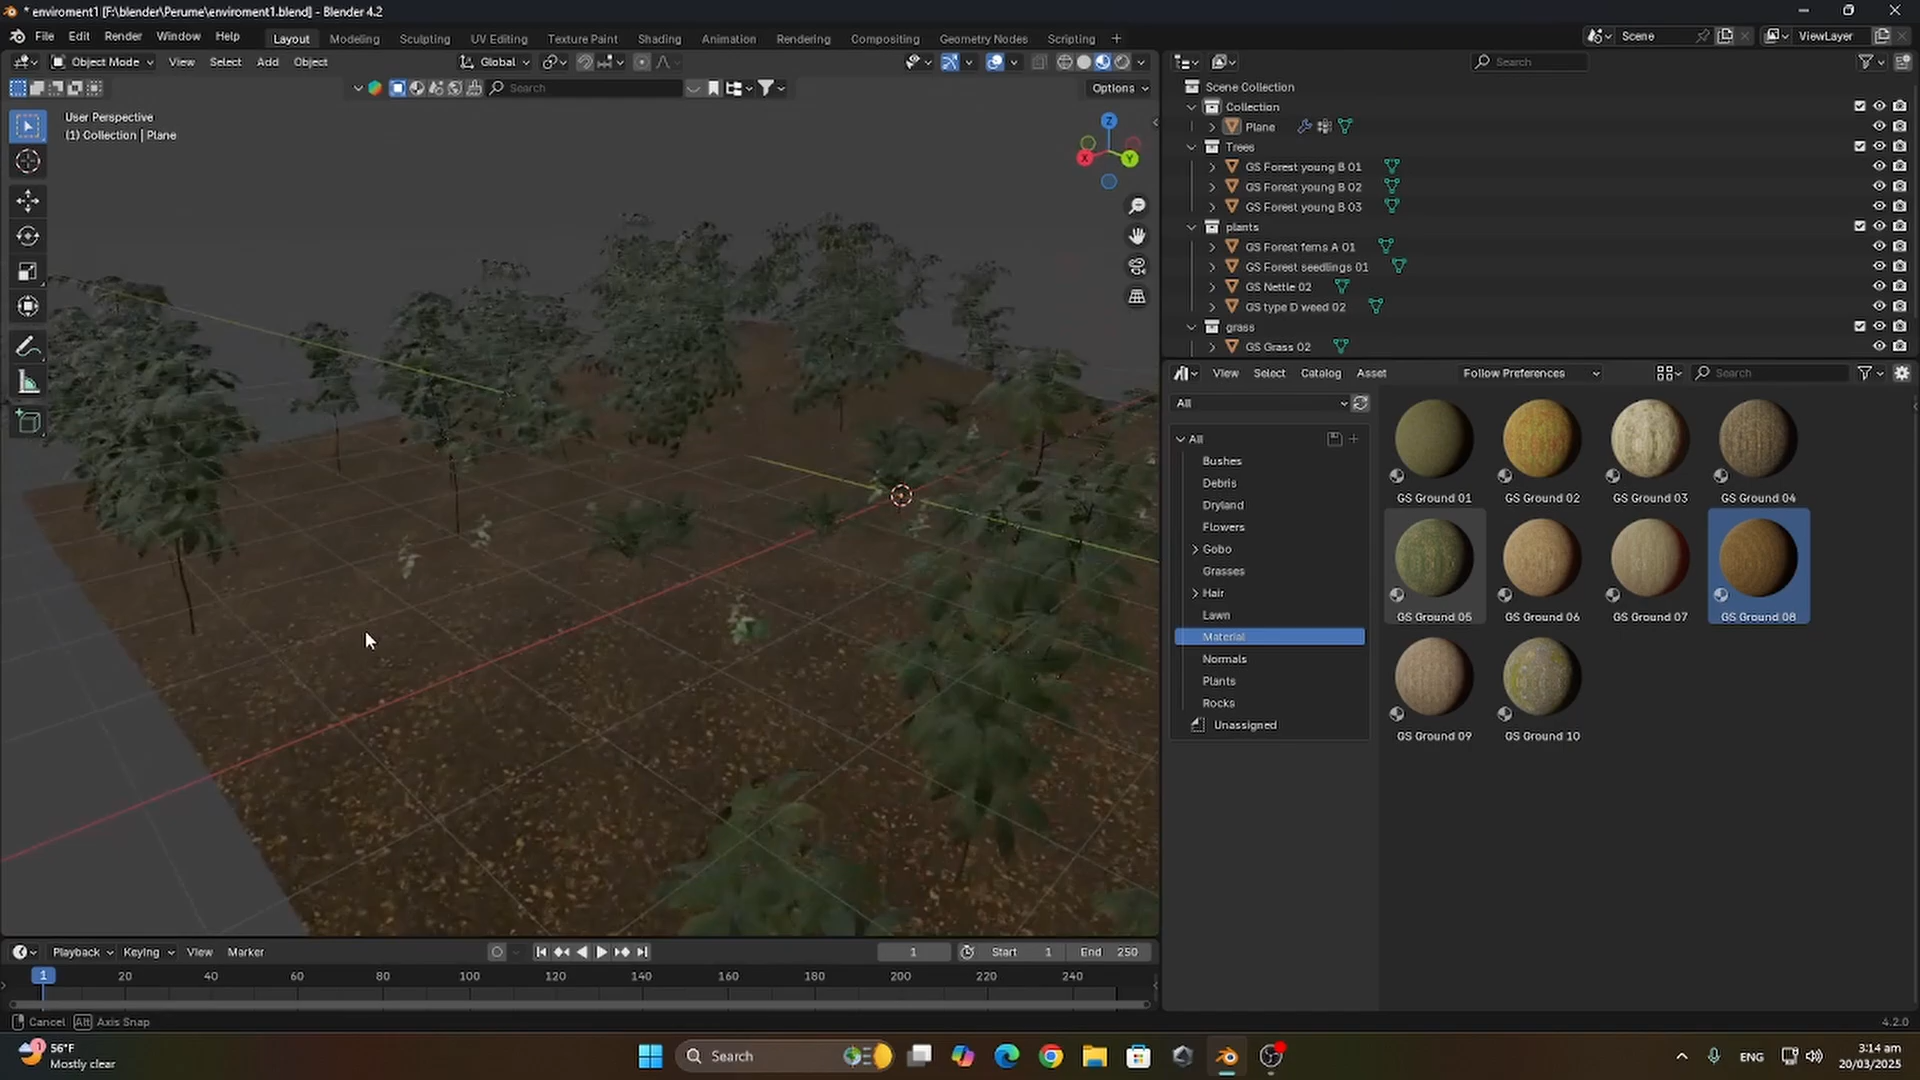 * enviroment1 [F:\blender\Perume\enviroment1.blend] - Blender 4.2
File Edit Render Window Help
Layout Modeling Sculpting UV Editing Texture Paint Shading Animation Rendering Compositing Geometry Nodes Scripting +
Scene ViewLayer
Object Mode View Select Add Object Global
Search Options
User Perspective
(1) Collection | Plane
Z
X Y
Search
Scene Collection
Collection
Plane
Trees
GS Forest young B 01
GS Forest young B 02
GS Forest young B 03
plants
GS Forest ferns A 01
GS Forest seedlings 01
GS Nettle 02
GS type D weed 02
grass
GS Grass 02
View Select Catalog Asset Follow Preferences Search
All
All
Bushes
Debris
Dryland
Flowers
Gobo
Grasses
Hair
Lawn
Material
Normals
Plants
Rocks
Unassigned
GS Ground 01 GS Ground 02 GS Ground 03 GS Ground 04
GS Ground 05 GS Ground 06 GS Ground 07 GS Ground 08
GS Ground 09 GS Ground 10
Playback Keying View Marker 1 Start 1 End 250
1 20 40 60 80 100 120 140 160 180 200 220 240
Cancel Alt Axis Snap 4.2.0
1 56°F
Mostly clear
Search
ENG
3:14 am
20/03/2025